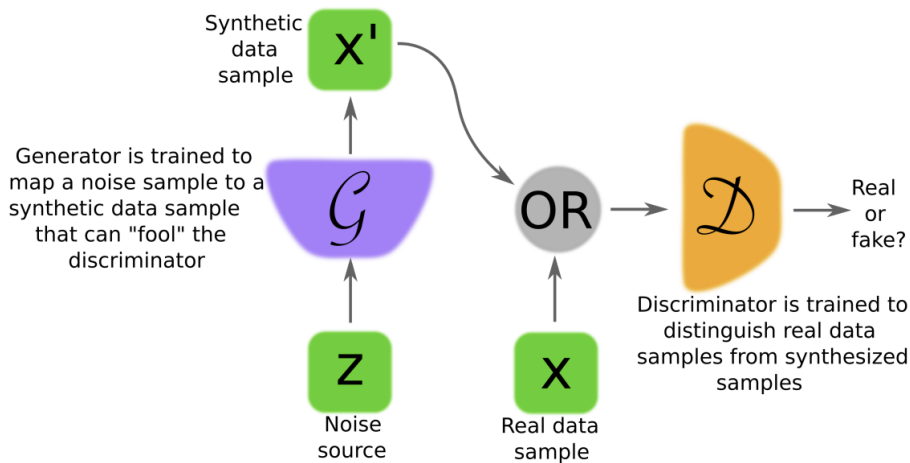 Synthetic
data
sample
x'
Generator is trained to
map a noise sample to a
synthetic data sample
that can "fool" the
discriminator
G
OR
D
Real
or
fake?
Discriminator is trained to
distinguish real data
samples from synthesized
samples
z
Noise
source
x
Real data
sample